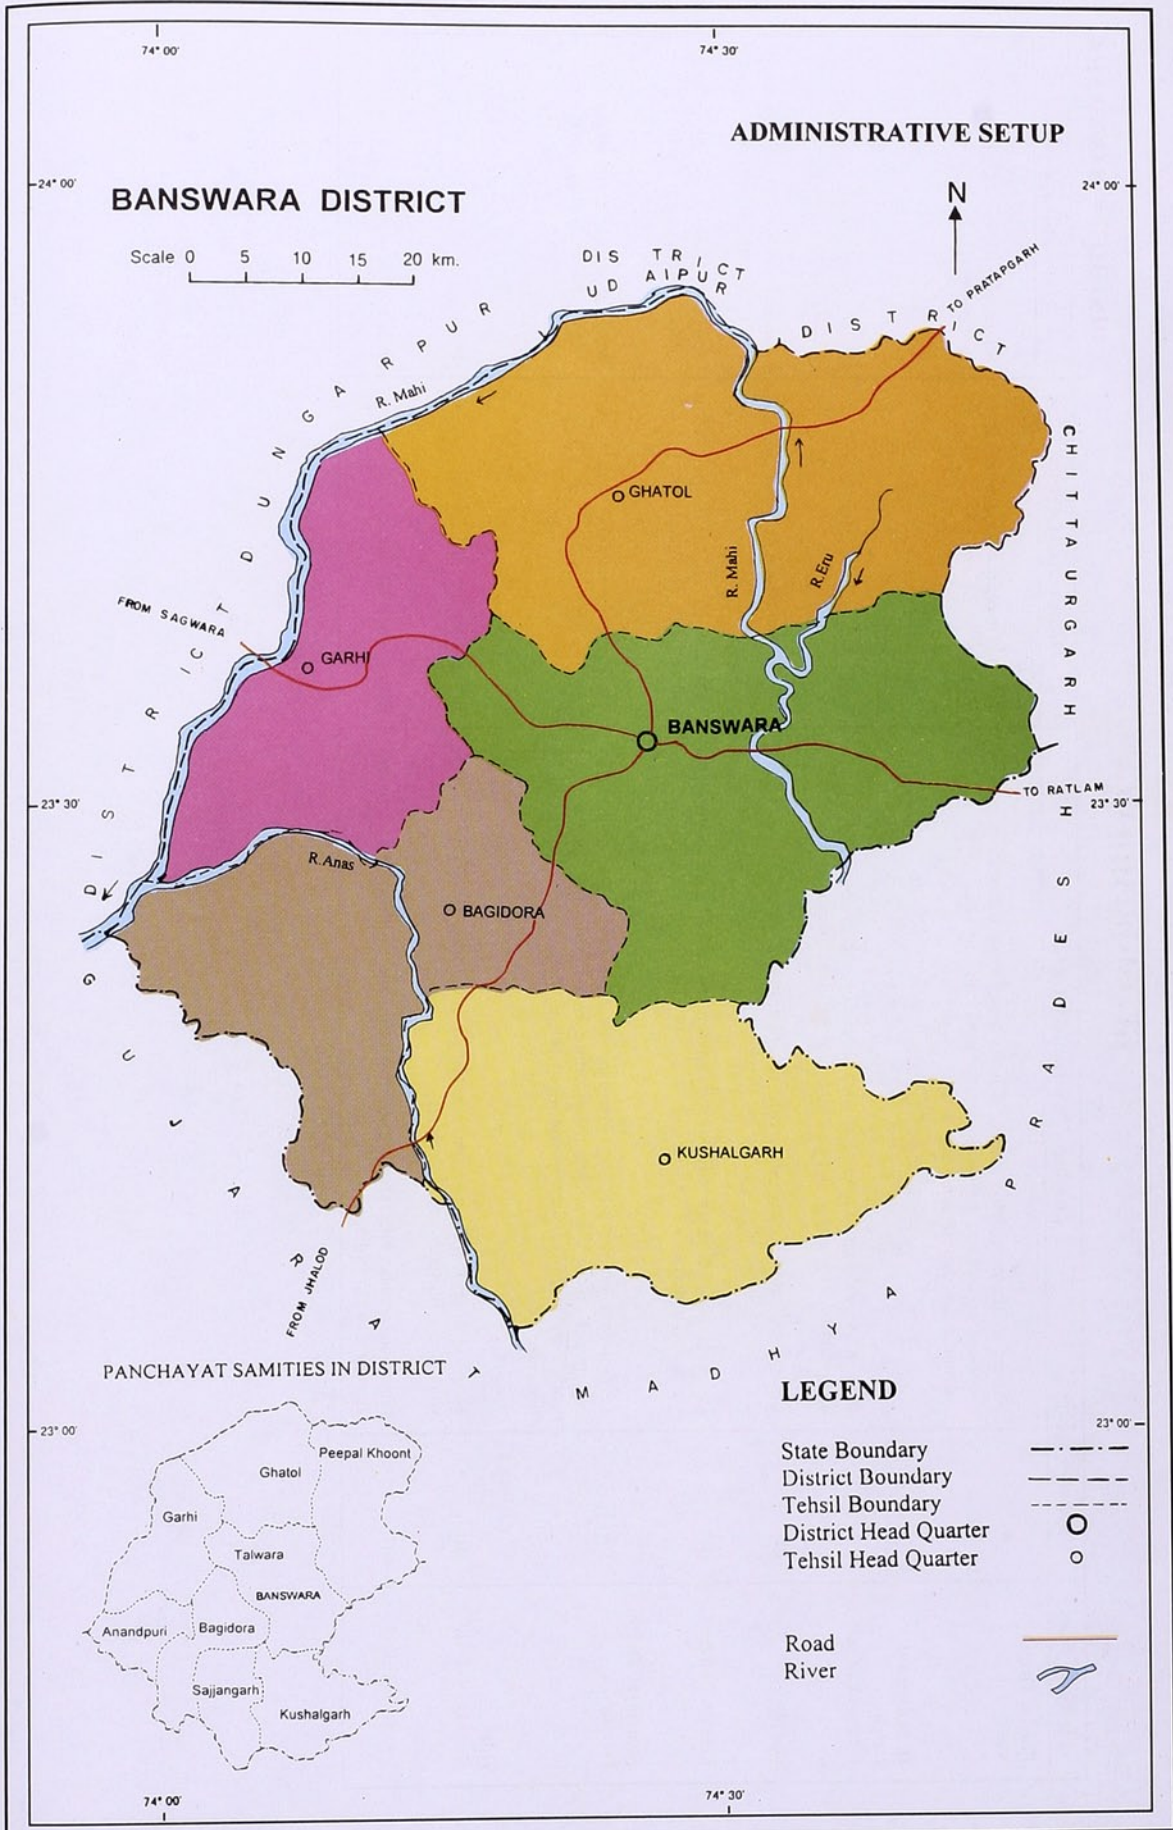 74° 00'
74° 30'
ADMINISTRATIVE SETUP
24° 00'
24° 00'
BANSWARA DISTRICT
N
Scale 0 5 10 15 20 km.
DISTRICT
UDAIPUR
TO PRATAPGARH
DISTRICT
CHITTAURGARH
DISTRICT DUNGARPUR
R. Mahi
GHATOL
R. Mahi
R.Eru
FROM SAGWARA
GARHI
BANSWARA
TO RATLAM
23° 30'
23° 30'
R.Anas
BAGIDORA
KUSHALGARH
GUJARAT
FROM JHALOD
MADHYA PRADESH
PANCHAYAT SAMITIES IN DISTRICT
Peepal Khoont
Ghatol
Garhi
Talwara
BANSWARA
Anandpuri
Bagidora
Sajjangarh
Kushalgarh
23° 00'
23° 00'
LEGEND
State Boundary
District Boundary
Tehsil Boundary
District Head Quarter
Tehsil Head Quarter
Road
River
74° 00'
74° 30'